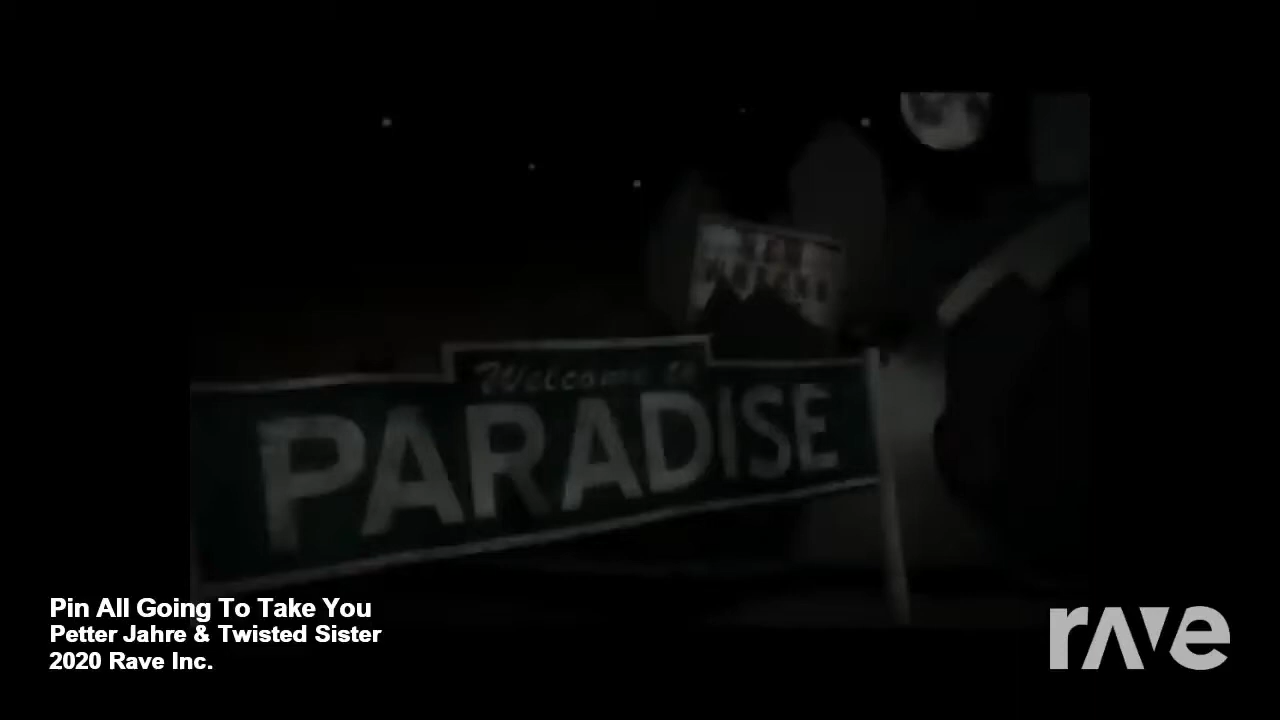 Welcome to
PARADISE
Pin All Going To Take You
Petter Jahre & Twisted Sister
2020 Rave Inc.
rave